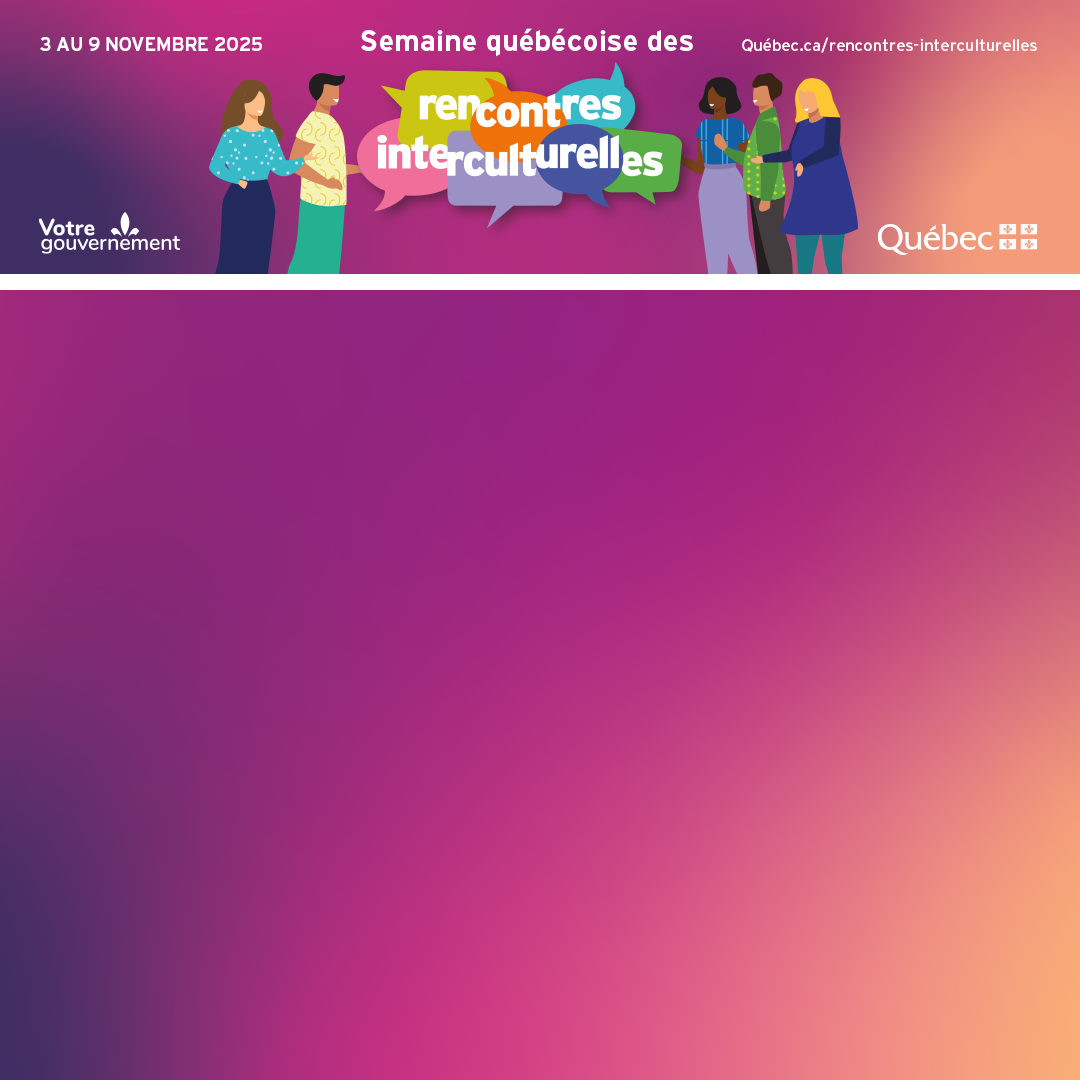 3 AU 9 NOVEMBRE 2025
Semaine québécoise des
Québec.ca/rencontres-interculturelles
rencontres
interculturelles
Votre
gouvernement
Québec